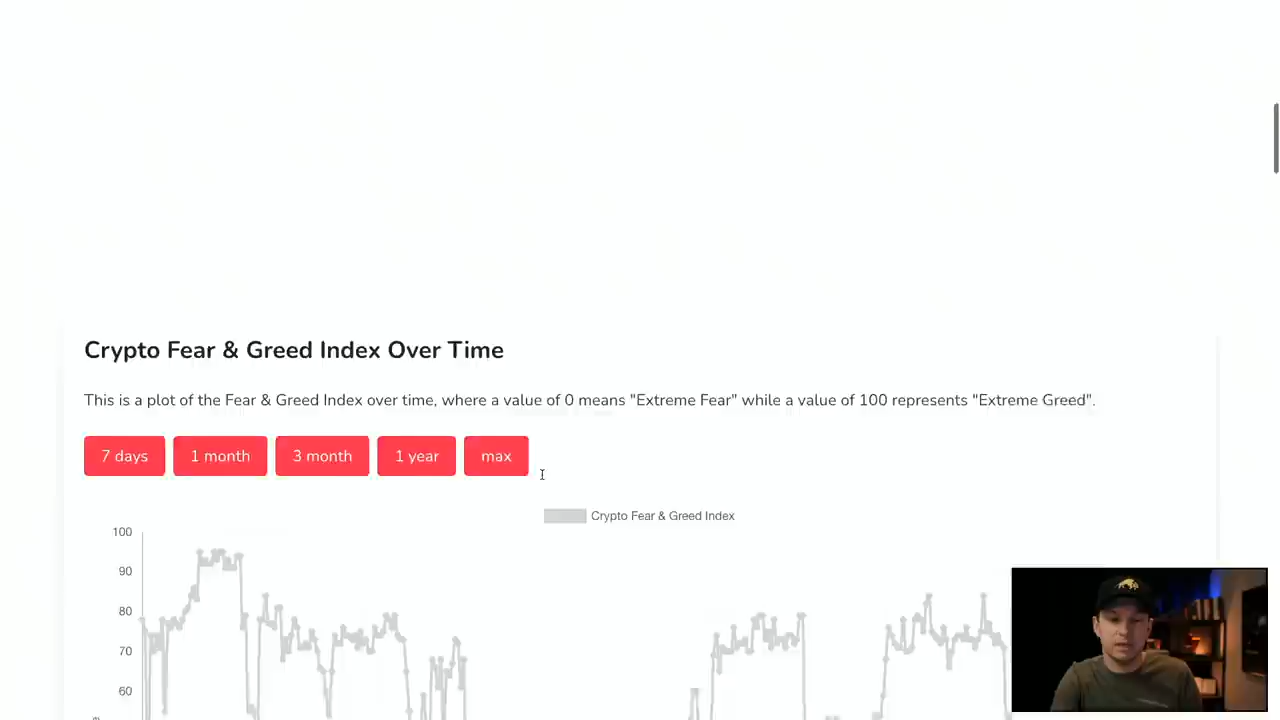 Crypto Fear & Greed Index Over Time
This is a plot of the Fear & Greed Index over time, where a value of 0 means "Extreme Fear" while a value of 100 represents "Extreme Greed".
7 days 1 month 3 month 1 year max
Crypto Fear & Greed Index
100
90
80
70
60